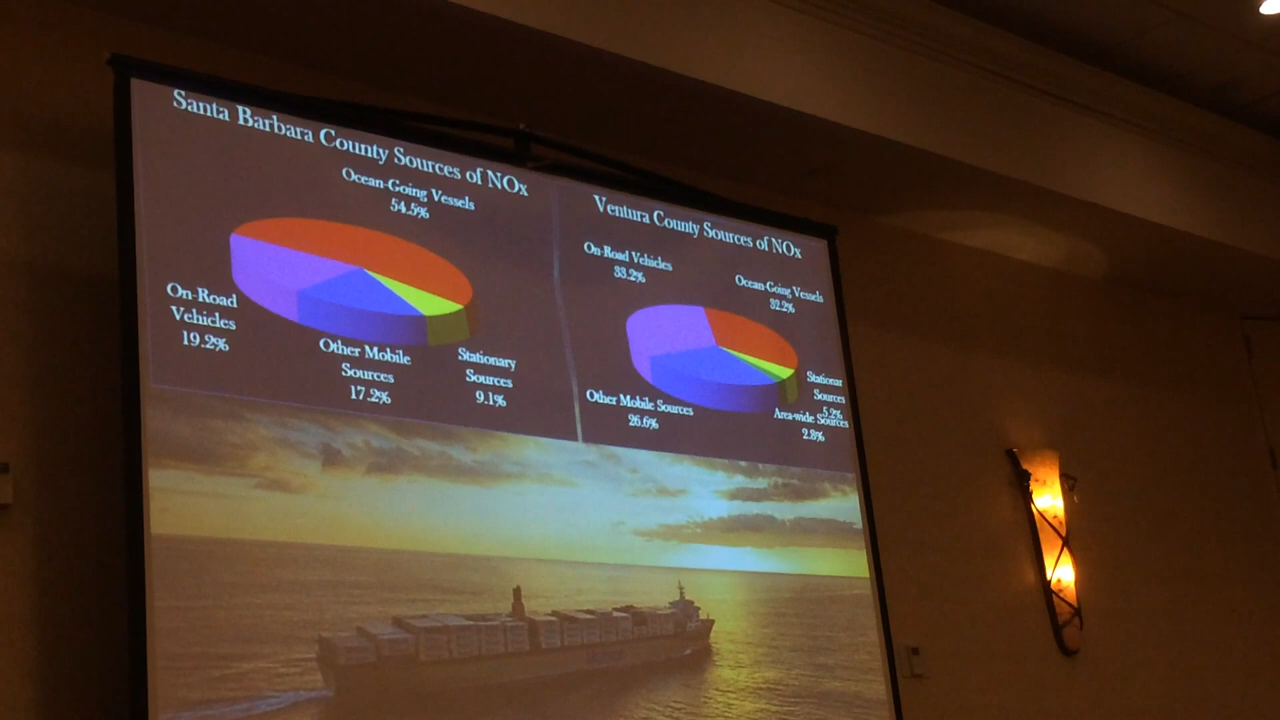 Santa Barbara County Sources of NOx
Ocean-Going Vessels
54.5%
On-Road
Vehicles
19.2%
Other Mobile
Sources
17.2%
Stationary
Sources
9.1%
Ventura County Sources of NOx
On-Road Vehicles
33.2%
Ocean-Going Vessels
32.2%
Other Mobile Sources
26.6%
Stationar
Sources
5.2%
Area-wide Sources
2.8%